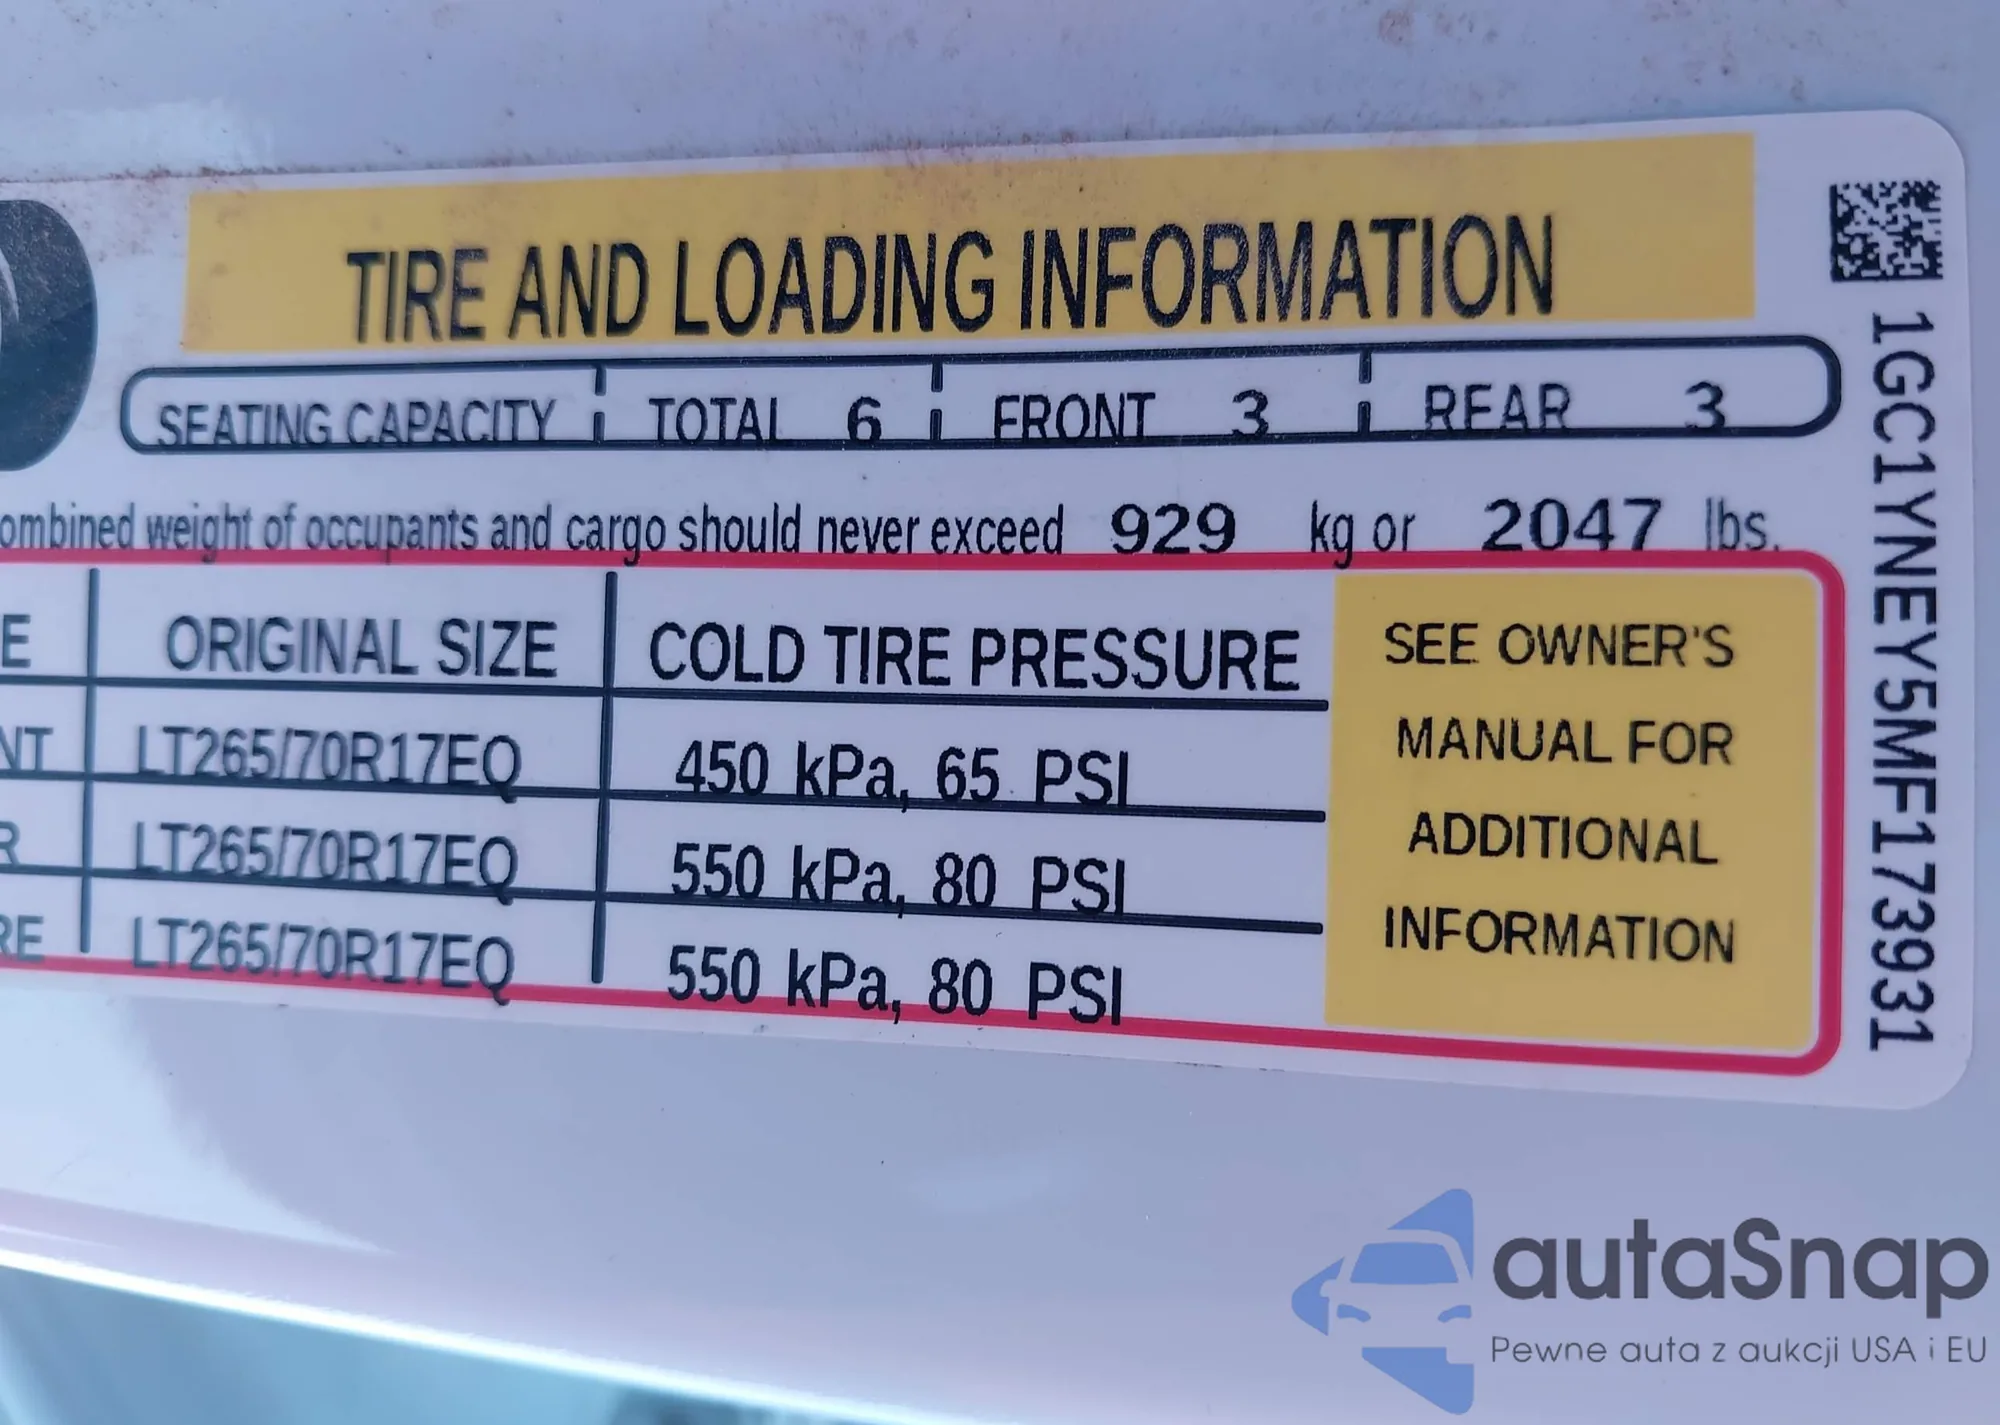 TIRE AND LOADING INFORMATION
SEATING CAPACITY TOTAL 6 FRONT 3 REAR 3
ombined weight of occupants and cargo should never exceed 929 kg or 2047 lbs.
E ORIGINAL SIZE COLD TIRE PRESSURE
NT LT265/70R17EQ 450 kPa, 65 PSI
R LT265/70R17EQ 550 kPa, 80 PSI
RE LT265/70R17EQ 550 kPa, 80 PSI
SEE OWNER'S
MANUAL FOR
ADDITIONAL
INFORMATION
1GC1YNEY5MF173931
autaSnap
Pewne auta z aukcji USA i EU